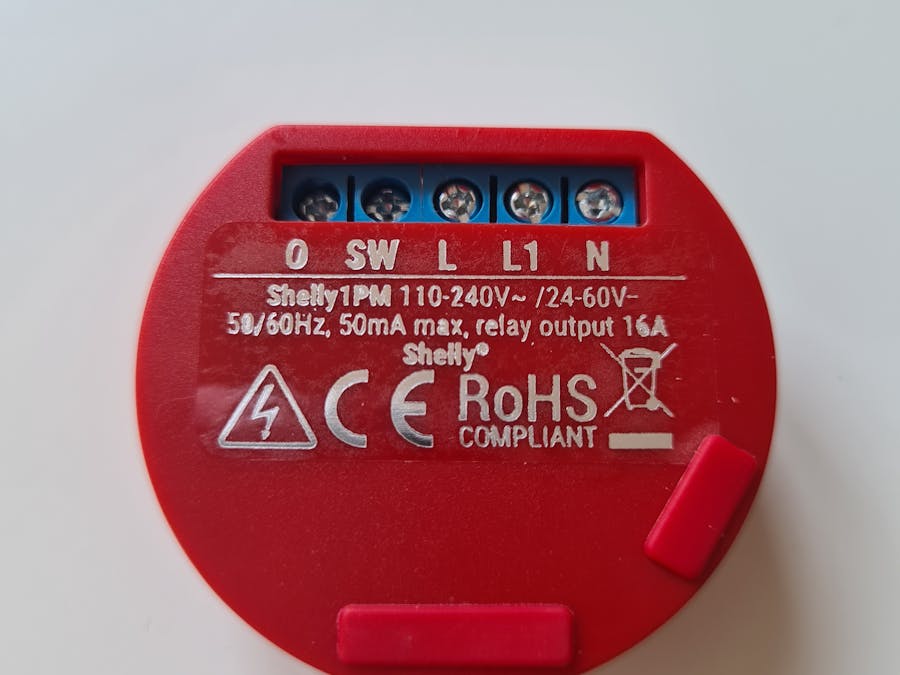 O SW L L1 N
Shelly1PM 110-240V~ /24-60V⎓
50/60Hz, 50mA max, relay output 16A
Shelly®
CE RoHS
COMPLIANT